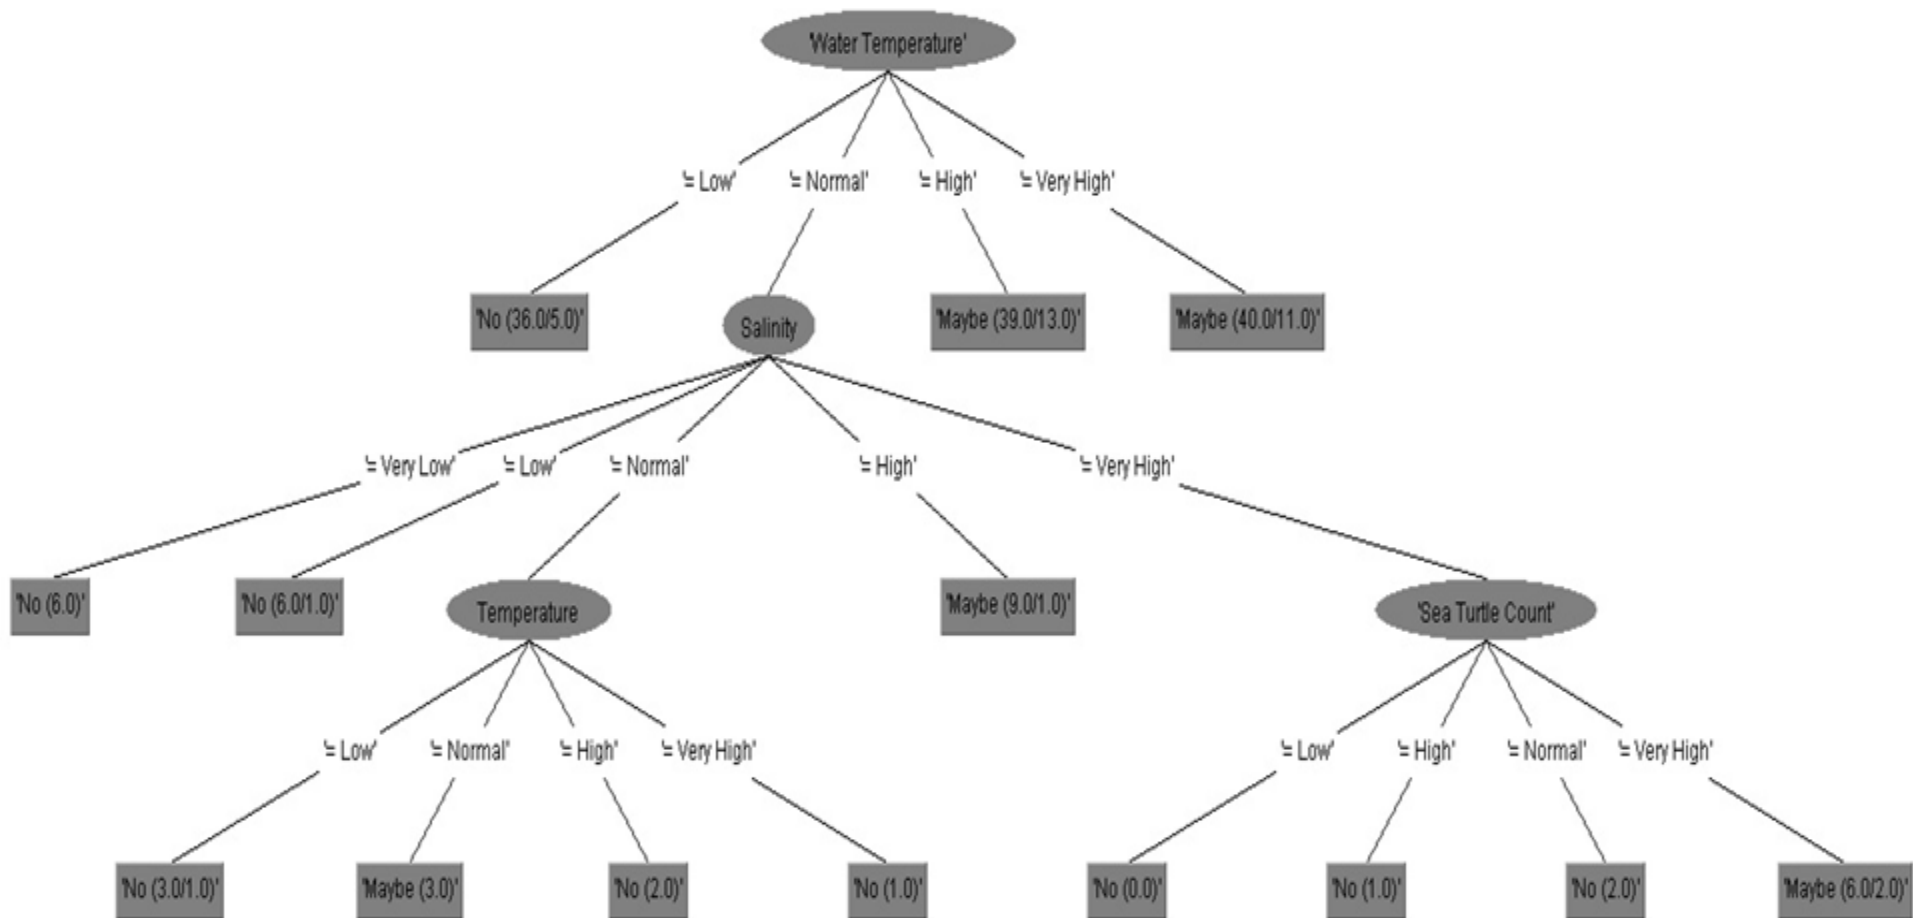 'Water Temperature'
'= Low' '= Normal' '= High' '= Very High'
'No (36.0/5.0)' Salinity 'Maybe (39.0/13.0)' 'Maybe (40.0/11.0)'
'= Very Low' '= Low' '= Normal' '= High' '= Very High'
'No (6.0)' 'No (6.0/1.0)' Temperature 'Maybe (9.0/1.0)' 'Sea Turtle Count'
'= Low' '= Normal' '= High' '= Very High' '= Low' '= High' '= Normal' '= Very High'
'No (3.0/1.0)' 'Maybe (3.0)' 'No (2.0)' 'No (1.0)' 'No (0.0)' 'No (1.0)' 'No (2.0)' 'Maybe (6.0/2.0)'